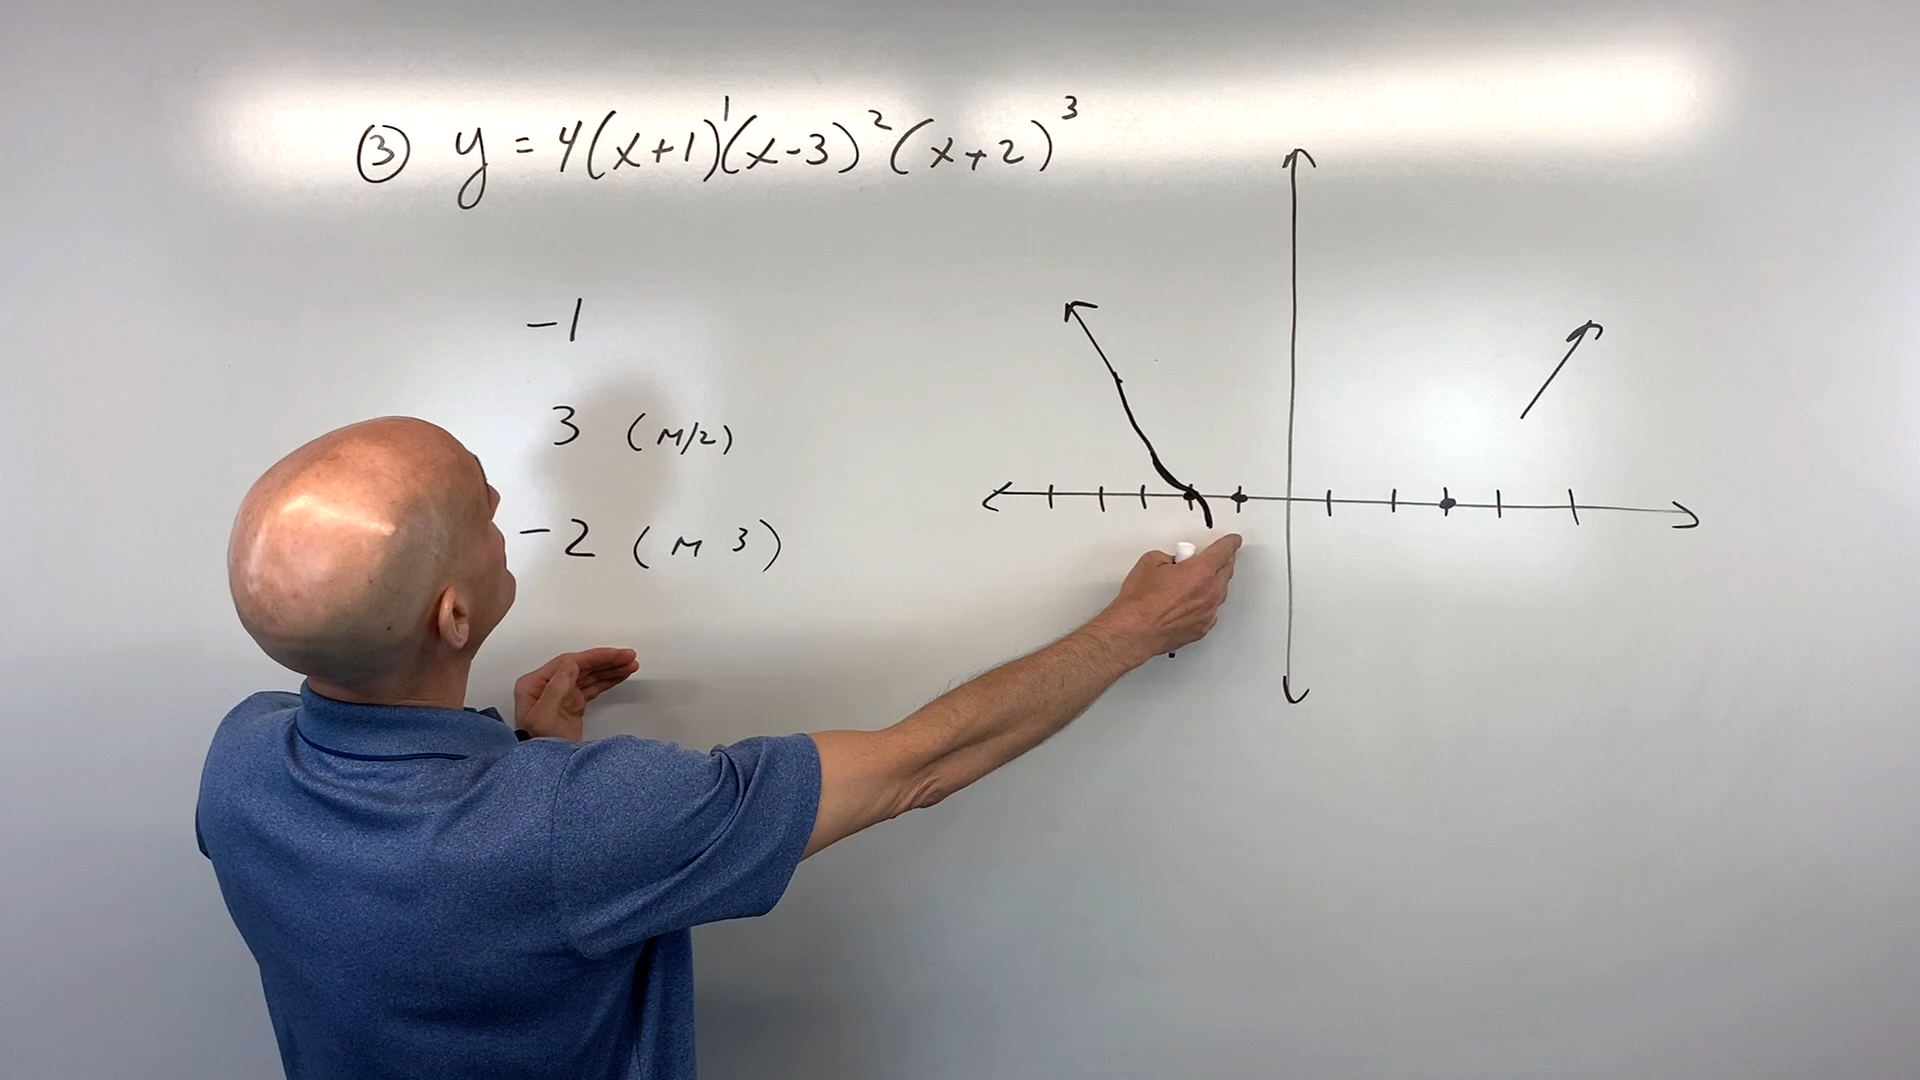 ③ y = 4(x+1)¹(x-3)²(x+2)³
-1
3 (M/2)
-2 (M 3)